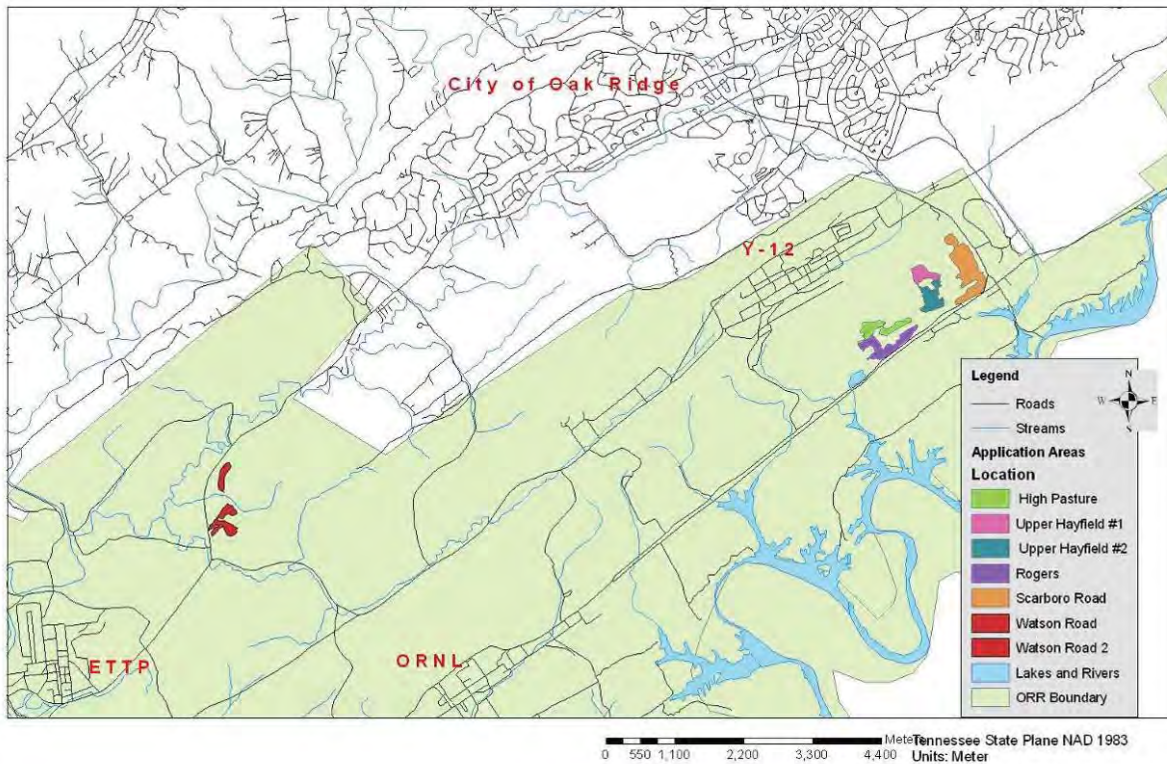 City of Oak Ridge
Y-12
ETTP
ORNL
Legend
Roads
Streams
Application Areas
Location
High Pasture
Upper Hayfield #1
Upper Hayfield #2
Rogers
Scarboro Road
Watson Road
Watson Road 2
Lakes and Rivers
ORR Boundary
N
W E
S
Meters
0 550 1,100 2,200 3,300 4,400
Tennessee State Plane NAD 1983
Units: Meter